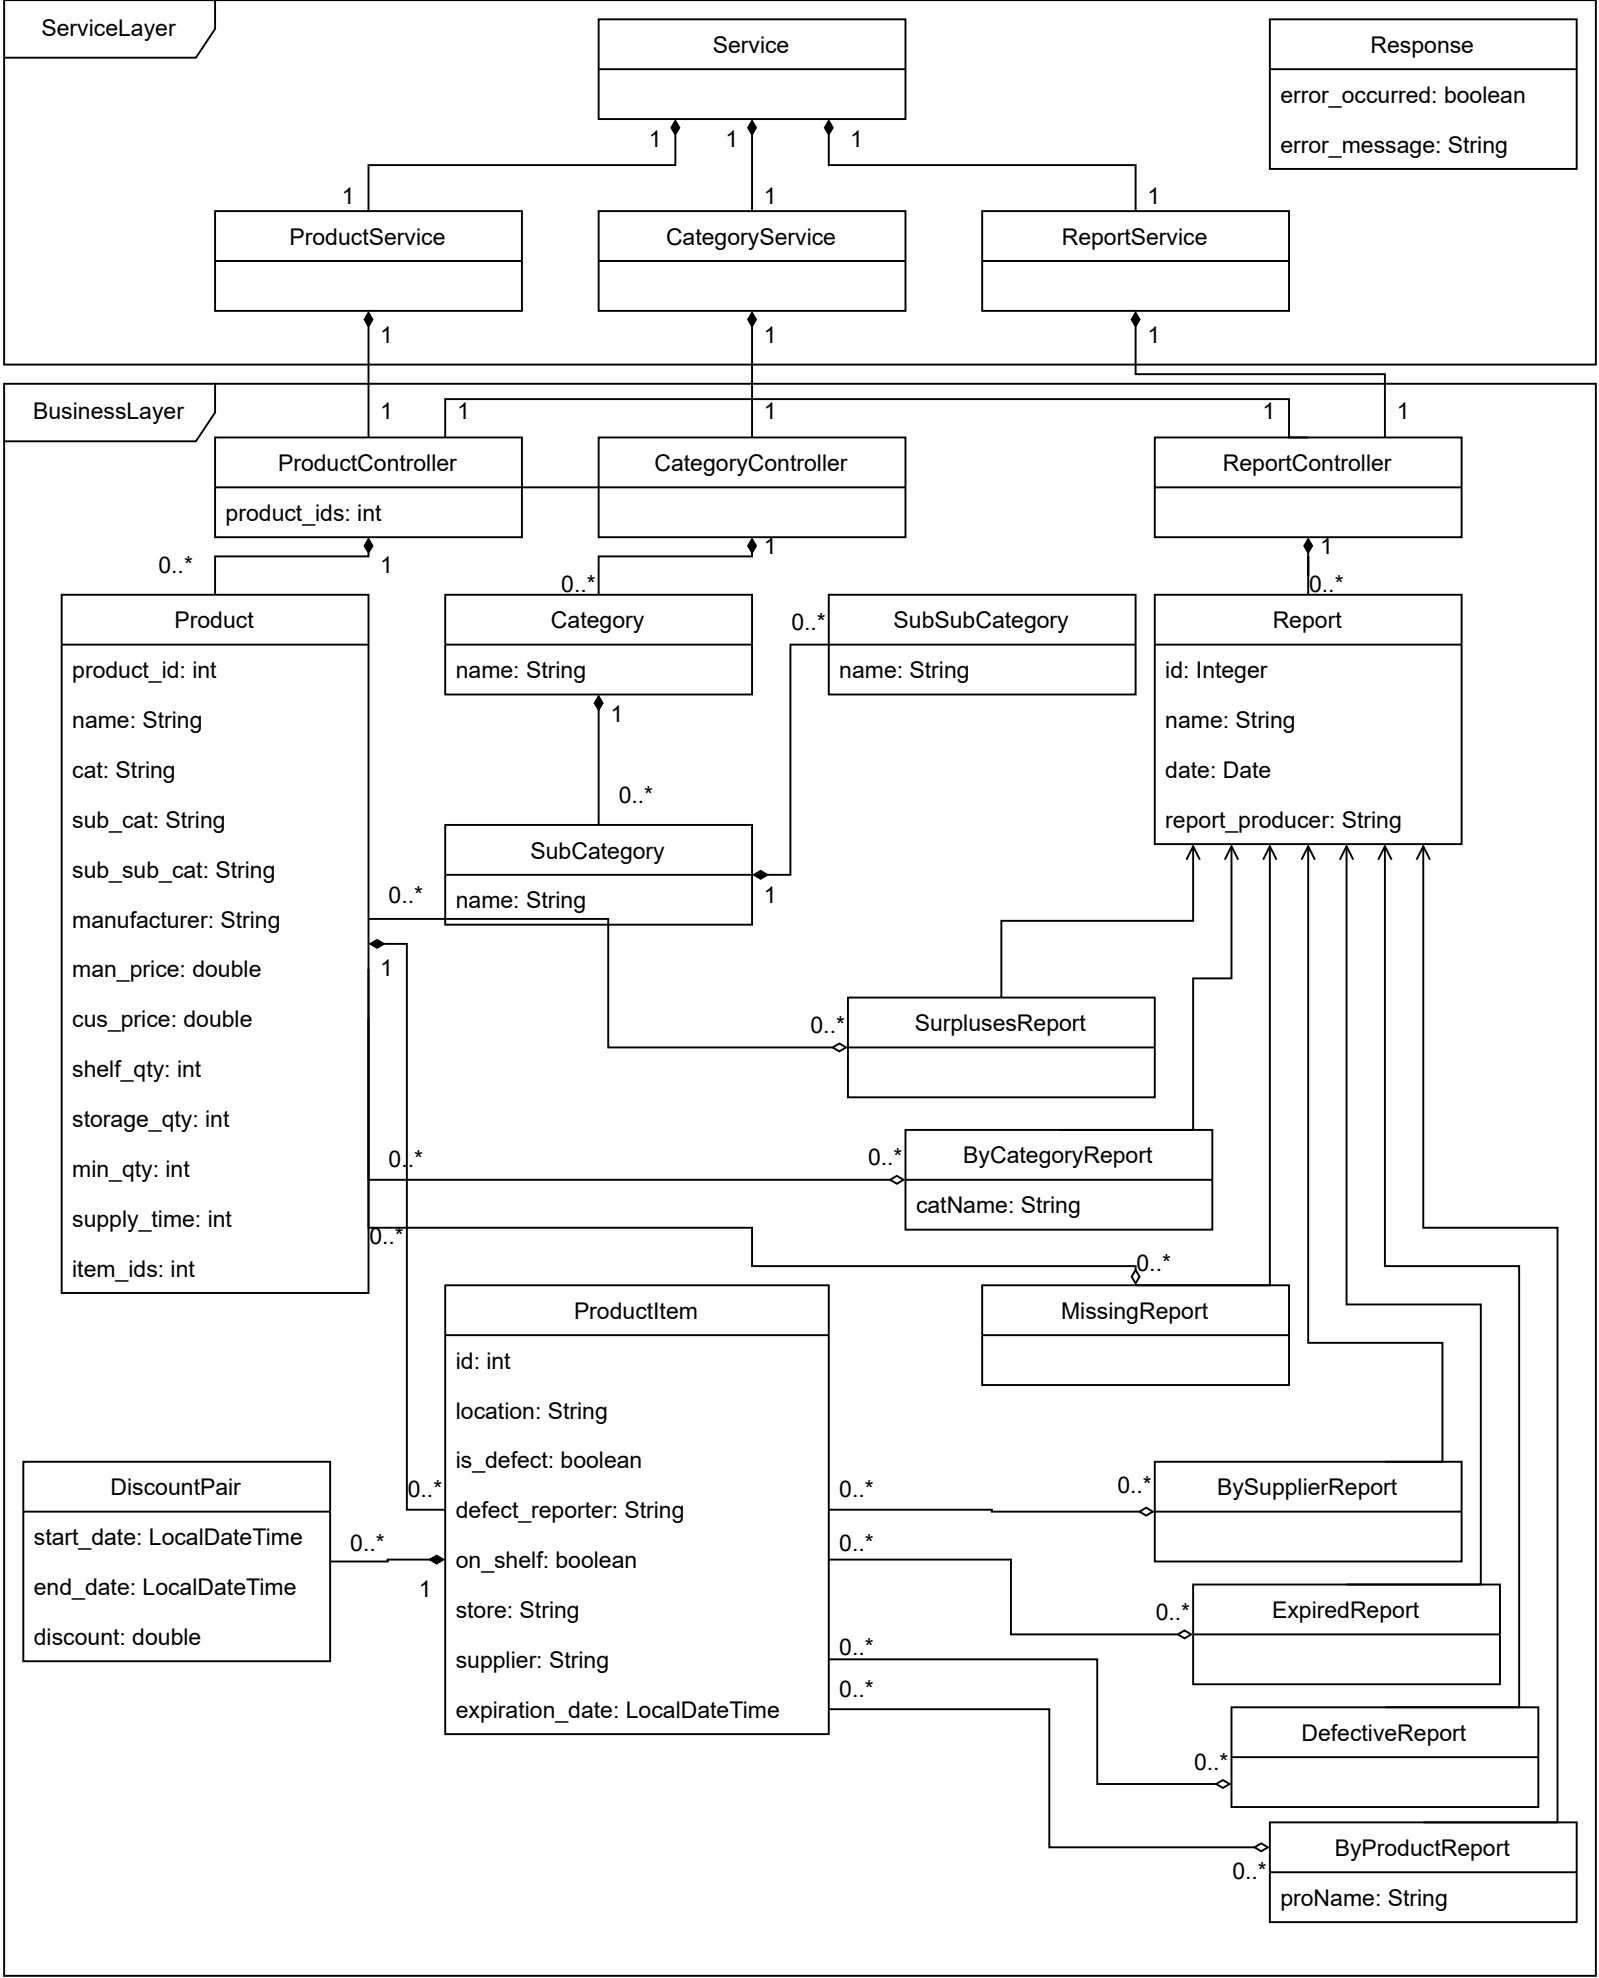 ServiceLayer
Service
Response
error_occurred: boolean
error_message: String
1
1
1
1
1
1
ProductService
CategoryService
ReportService
1
1
1
BusinessLayer
1
1
1
1
1
ProductController
CategoryController
ReportController
product_ids: int
0..*
1
1
1
0..*
0..*
Product
product_id: int
name: String
cat: String
sub_cat: String
sub_sub_cat: String
manufacturer: String
man_price: double
cus_price: double
shelf_qty: int
storage_qty: int
min_qty: int
supply_time: int
item_ids: int
Category
name: String
1
0..*
SubCategory
name: String
1
0..*
SubSubCategory
name: String
Report
id: Integer
name: String
date: Date
report_producer: String
0..*
1
0..*
SurplusesReport
0..*
0..*
ByCategoryReport
catName: String
0..*
0..*
MissingReport
ProductItem
id: int
location: String
is_defect: boolean
defect_reporter: String
on_shelf: boolean
store: String
supplier: String
expiration_date: LocalDateTime
0..*
DiscountPair
start_date: LocalDateTime
end_date: LocalDateTime
discount: double
0..*
1
0..*
0..*
BySupplierReport
0..*
0..*
ExpiredReport
0..*
0..*
DefectiveReport
0..*
0..*
ByProductReport
proName: String